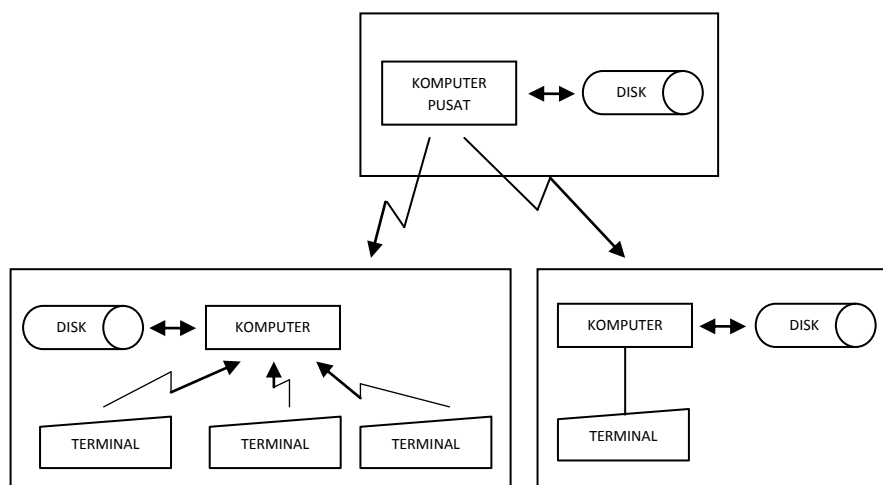 KOMPUTER
PUSAT
DISK
DISK
KOMPUTER
KOMPUTER
DISK
TERMINAL
TERMINAL
TERMINAL
TERMINAL